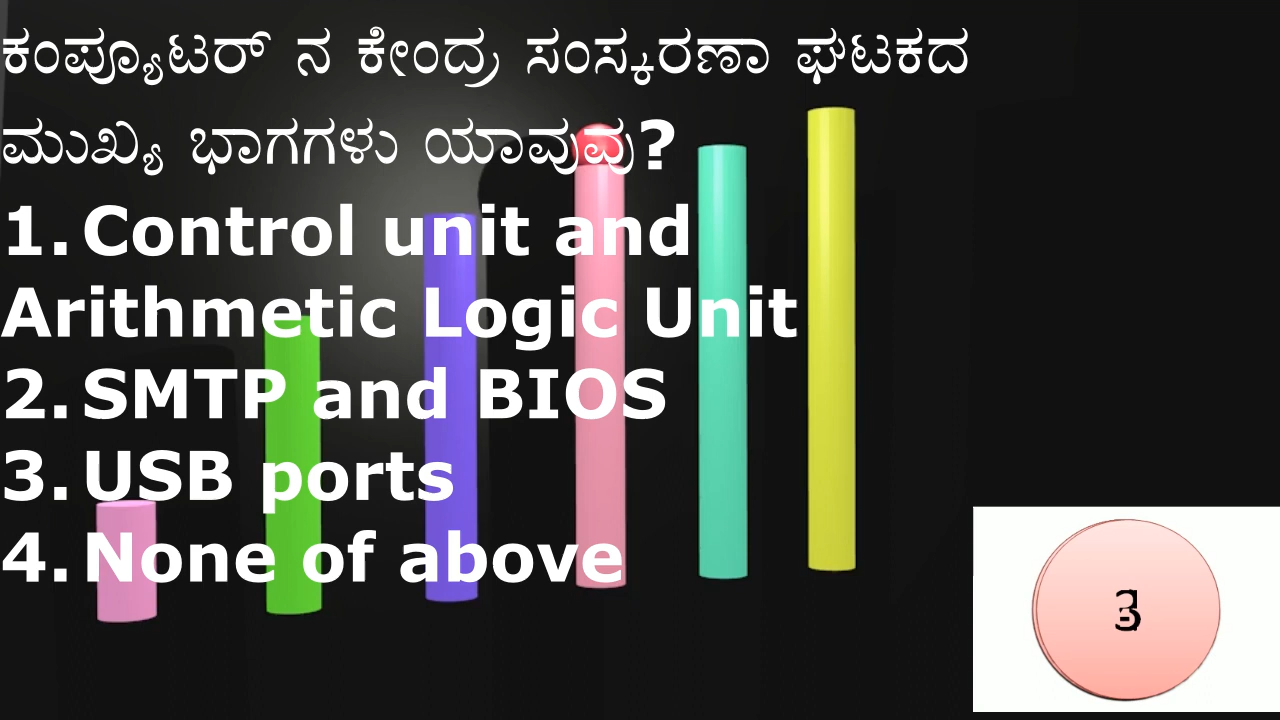 ಕಂಪ್ಯೂಟರ್ ನ ಕೇಂದ್ರ ಸಂಸ್ಕರಣಾ ಘಟಕದ
ಮುಖ್ಯ ಭಾಗಗಳು ಯಾವುವು?
1. Control unit and
Arithmetic Logic Unit
2. SMTP and BIOS
3. USB ports
4. None of above